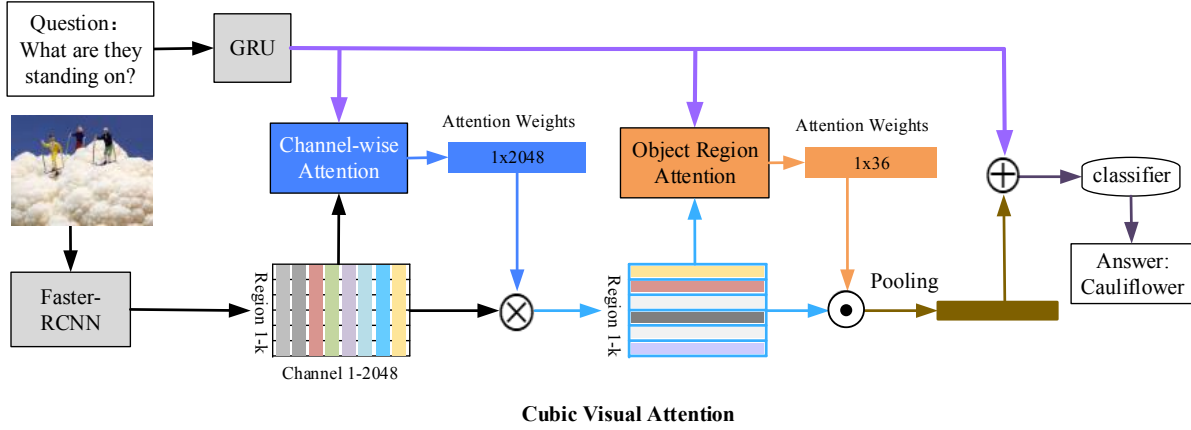 Question:
What are they
standing on?
GRU
Channel-wise
Attention
Attention Weights
1x2048
Object Region
Attention
Attention Weights
1x36
classifier
Answer:
Cauliflower
Faster-
RCNN
Region 1-k
Channel 1-2048
Region 1-k
Pooling
Cubic Visual Attention